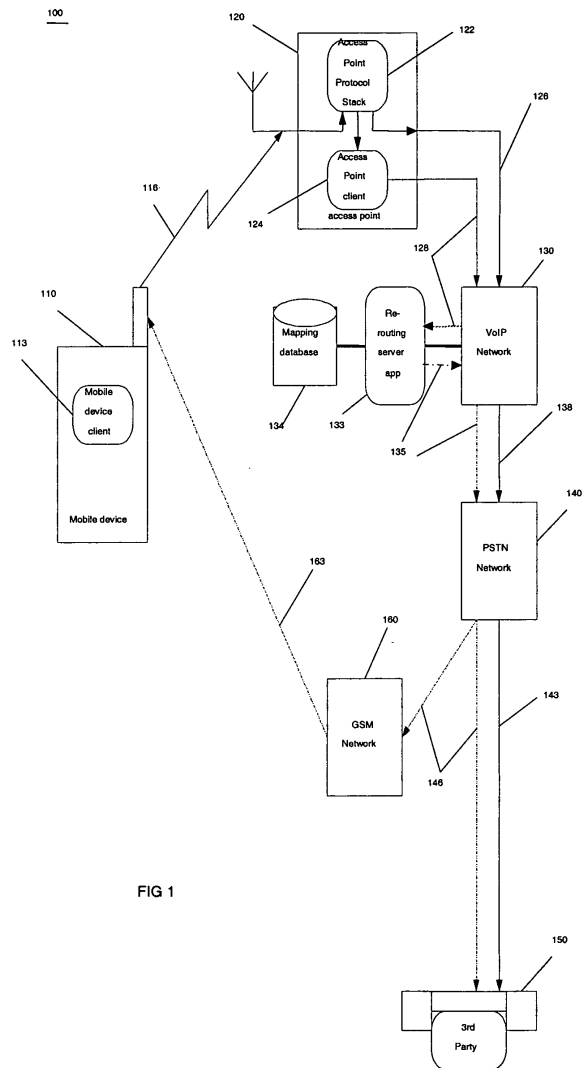 100
120
122
Access
Point
Protocol
Stack
126
116
Access
Point
client
access point
124
128
130
110
113
Mapping
database
Re-
routing
server
app
VoIP
Network
134
133
135
138
Mobile
device
client
Mobile device
140
PSTN
Network
163
160
GSM
Network
143
146
FIG 1
150
3rd
Party